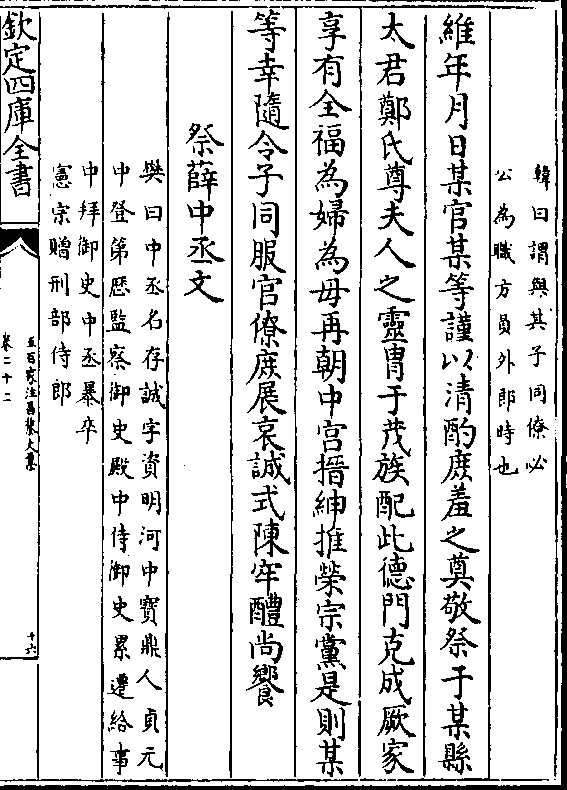 韓曰謂與其子同僚必
公為職方員外郎時也
維年月日某官某等謹以清酌庶羞之奠敬祭于某縣
太君鄭氏尊夫人之靈胄于茂族配此德門克成厥家
享有全福為婦為母再朝中宫搢紳推榮宗黨是則某
等幸隨令子同服官僚庶展哀誠式陳牢醴尚饗
祭薛中丞文
樊曰中丞名存誠字資明河中寶鼎人貞元
中登第歴監察御史殿中侍御史累遷給事
中拜御史中丞暴卒
憲宗贈刑部侍郎
欽定四庫全書
五百家注昌黎文集
卷二十二
十六